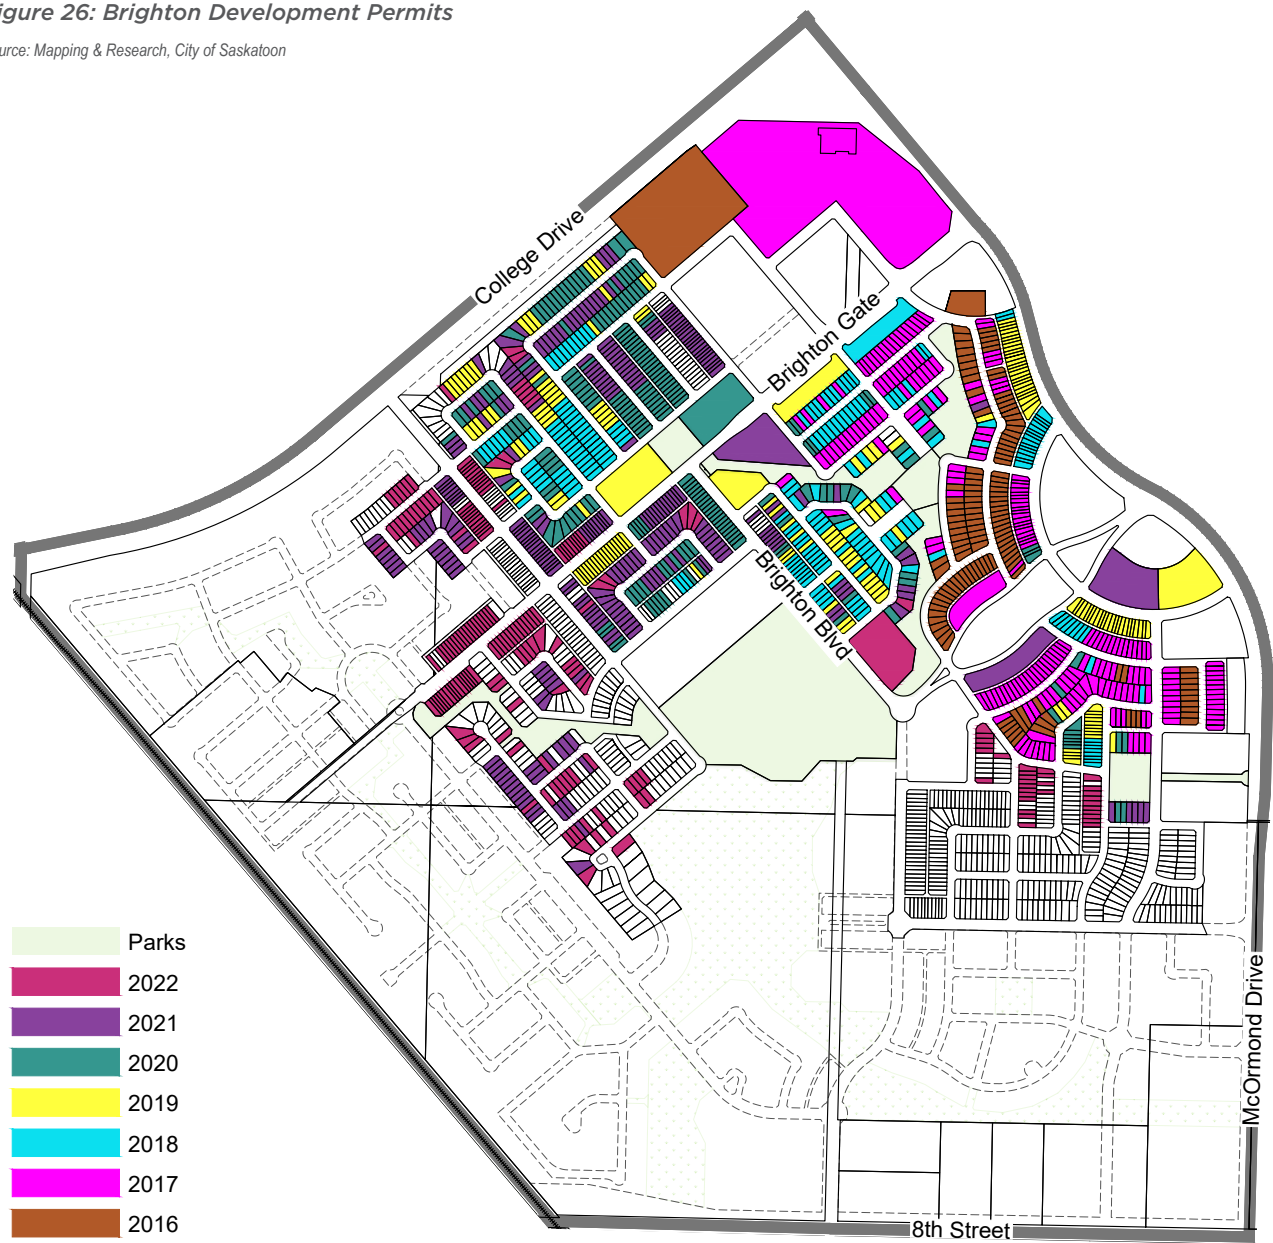 igure 26: Brighton Development Permits
urce: Mapping & Research, City of Saskatoon
College Drive
Brighton Gate
Brighton Blvd
McOrmond Drive
8th Street
Parks
2022
2021
2020
2019
2018
2017
2016